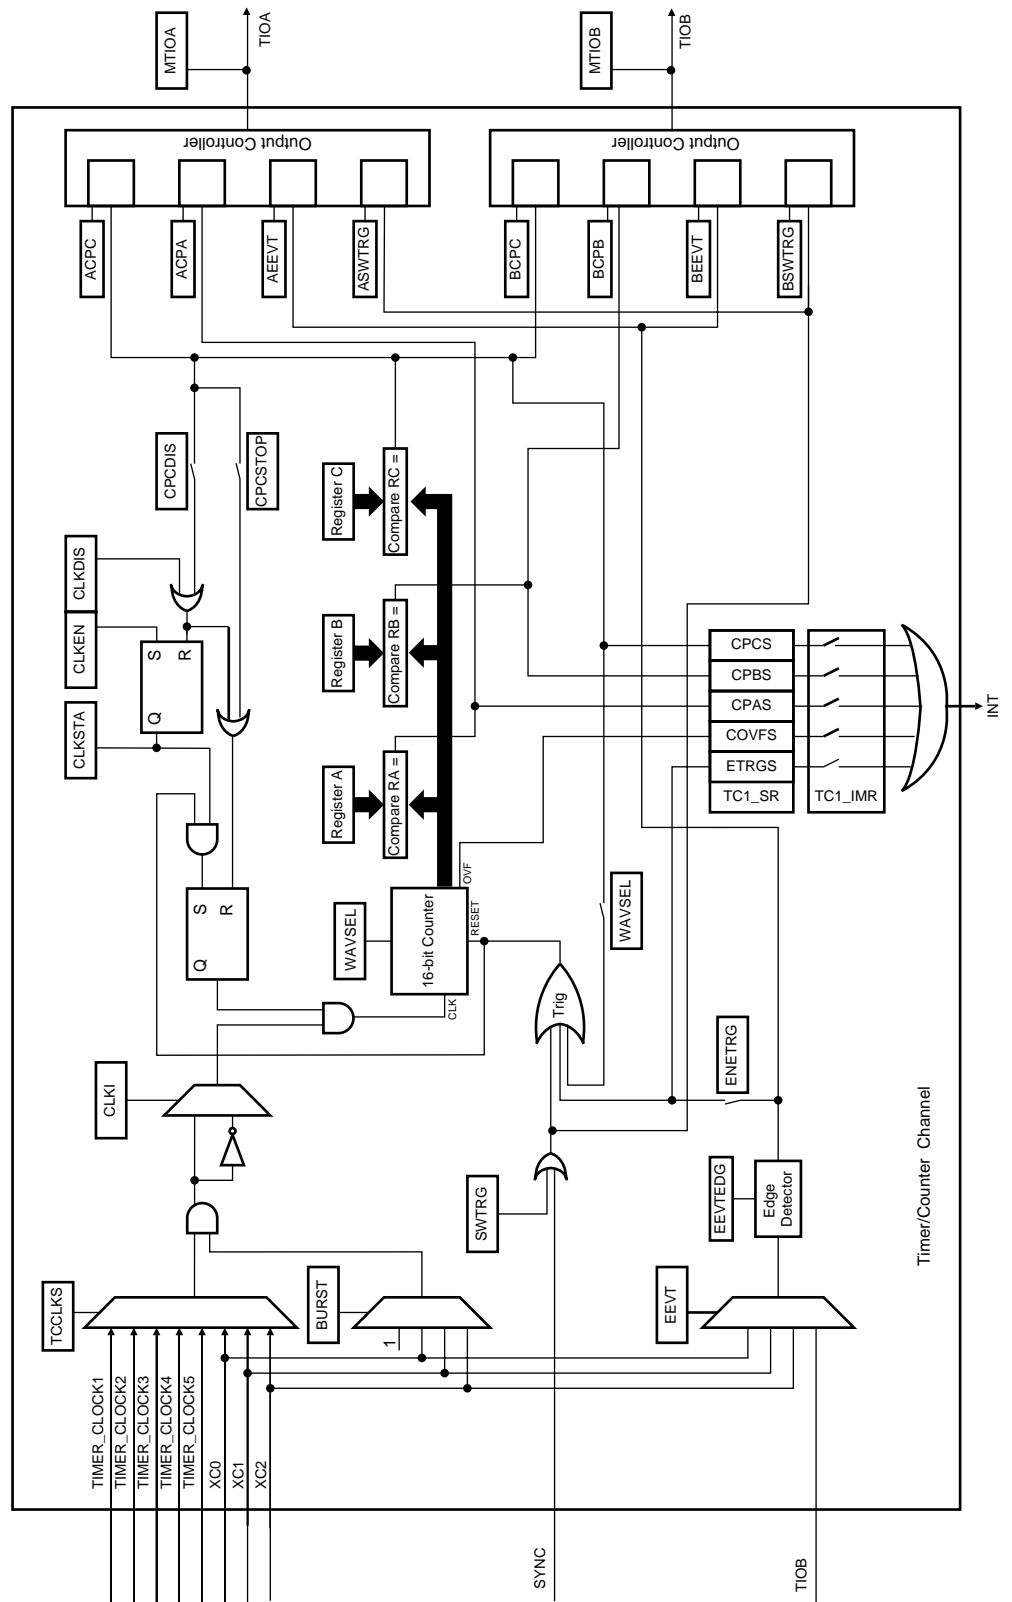 TIOA
MTIOA
TIOB
MTIOB
Output Controller
Output Controller
ACPC
ACPA
AEEVT
ASWTRG
BCPC
BCPB
BEEVT
BSWTRG
CPCDIS
CPCSTOP
Register C
Compare RC =
CLKDIS
CLKEN
S
R
Q
CLKSTA
Register B
Compare RB =
Register A
Compare RA =
CPCS
CPBS
CPAS
COVFS
ETRGS
TC1_SR
TC1_IMR
INT
S
R
Q
WAVSEL
16-bit Counter
OVF
RESET
CLK
WAVSEL
Trig
CLKI
ENETRG
SWTRG
EEVTEDG
Edge
Detector
Timer/Counter Channel
TCCLKS
BURST
1
EEVT
TIMER_CLOCK1
TIMER_CLOCK2
TIMER_CLOCK3
TIMER_CLOCK4
TIMER_CLOCK5
XC0
XC1
XC2
SYNC
TIOB